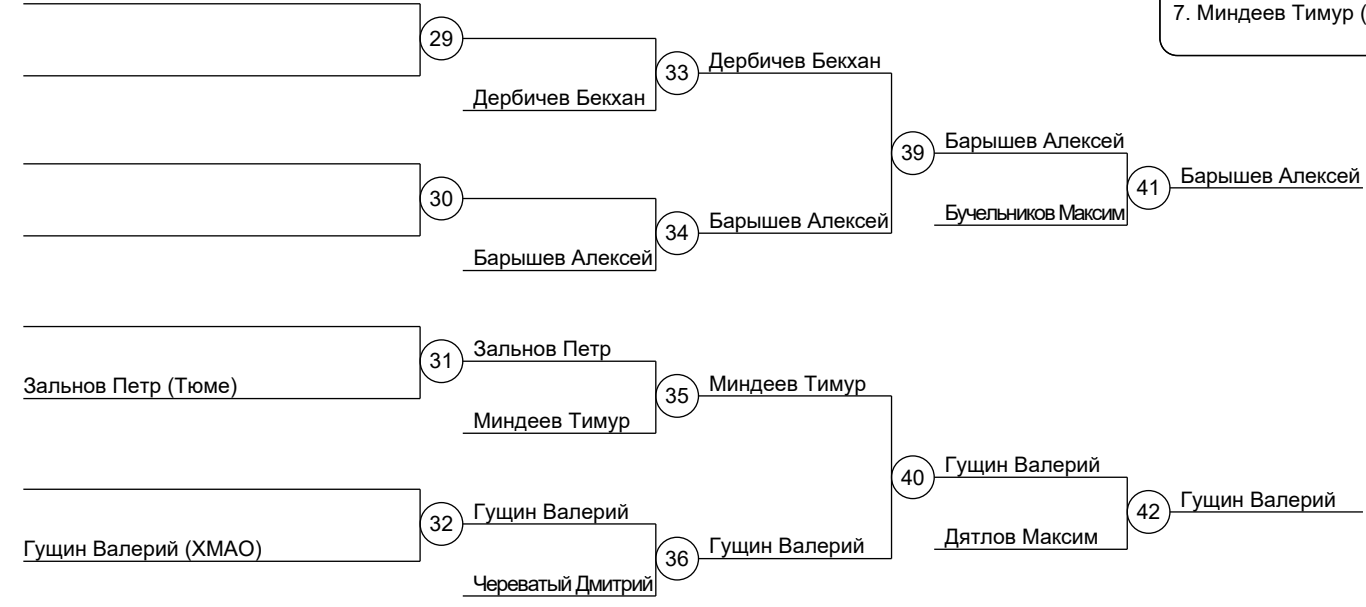 7. Миндеев Тимур (
29
33
Дербичев Бекхан
Дербичев Бекхан
39
Барышев Алексей
41
Барышев Алексей
30
34
Барышев Алексей
Бучельников Максим
Барышев Алексей
31
Зальнов Петр
35
Миндеев Тимур
Зальнов Петр (Тюме)
Миндеев Тимур
40
Гущин Валерий
42
Гущин Валерий
32
Гущин Валерий
36
Гущин Валерий
Дятлов Максим
Гущин Валерий (ХМАО)
Череватый Дмитрий